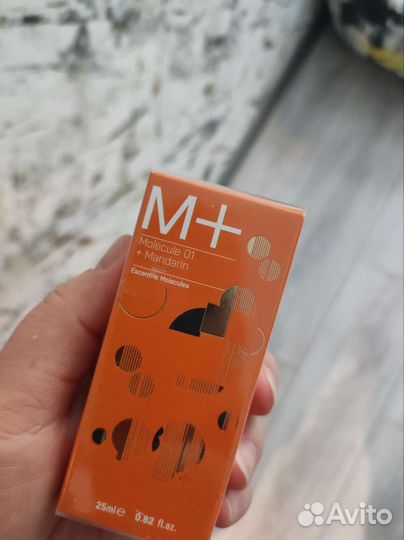 M+
Molecule 01
+ Mandarin
Escentric Molecules
25ml℮ 0.82 fl.oz.
Avito